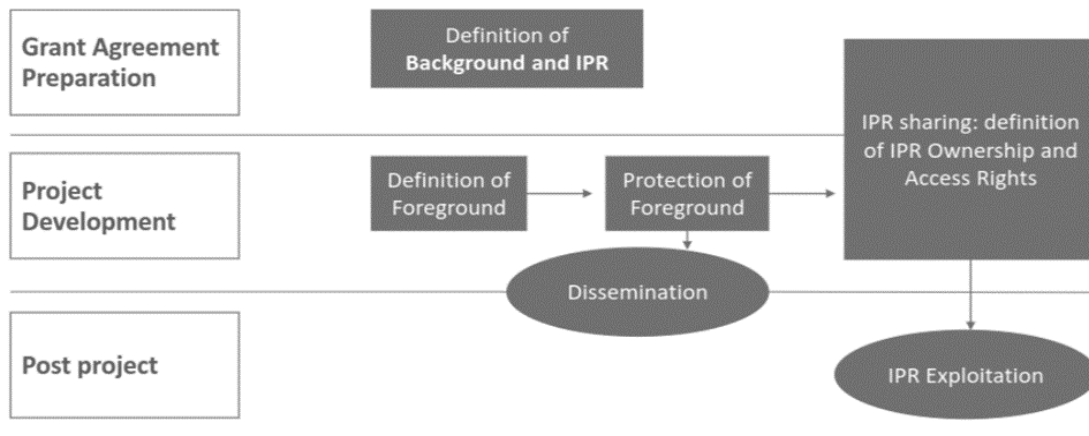 Grant Agreement
Preparation
Definition of
Background and IPR
IPR sharing: definition
of IPR Ownership and
Access Rights
Project
Development
Definition of
Foreground
Protection of
Foreground
Dissemination
Post project
IPR Exploitation